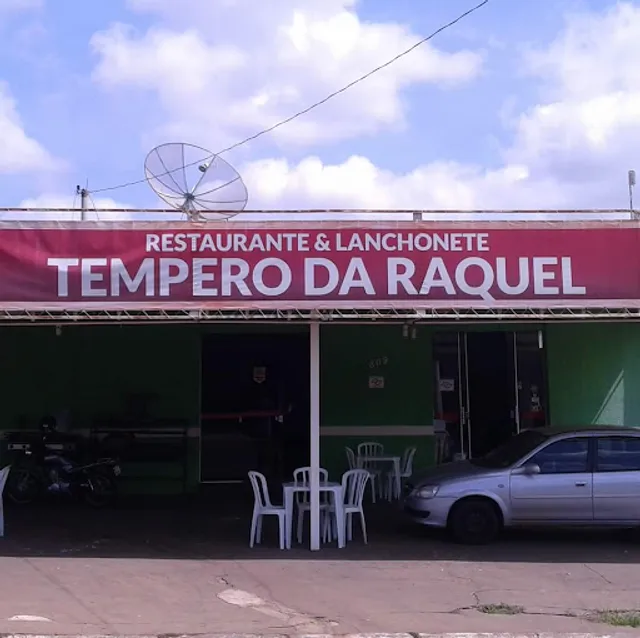 RESTAURANTE & LANCHONETE
TEMPERO DA RAQUEL